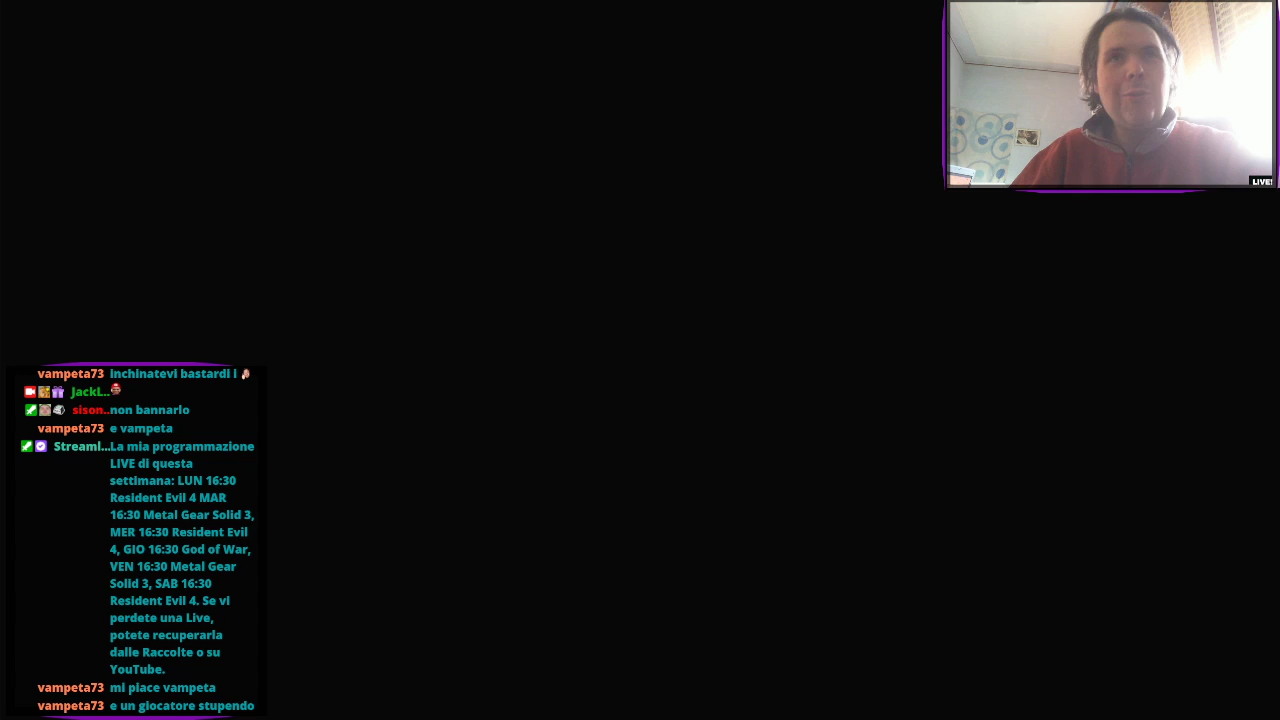 LIVE!
vampeta73 Inchinatevi bastardi i
JackL..
sison.. non bannarlo
vampeta73 e vampeta
Streaml... La mia programmazione
LIVE di questa
settimana: LUN 16:30
Resident Evil 4 MAR
16:30 Metal Gear Solid 3,
MER 16:30 Resident Evil
4, GIO 16:30 God of War,
VEN 16:30 Metal Gear
Solid 3, SAB 16:30
Resident Evil 4. Se vi
perdete una Live,
potete recuperarla
dalle Raccolte o su
YouTube.
vampeta73 mi piace vampeta
vampeta73 e un giocatore stupendo